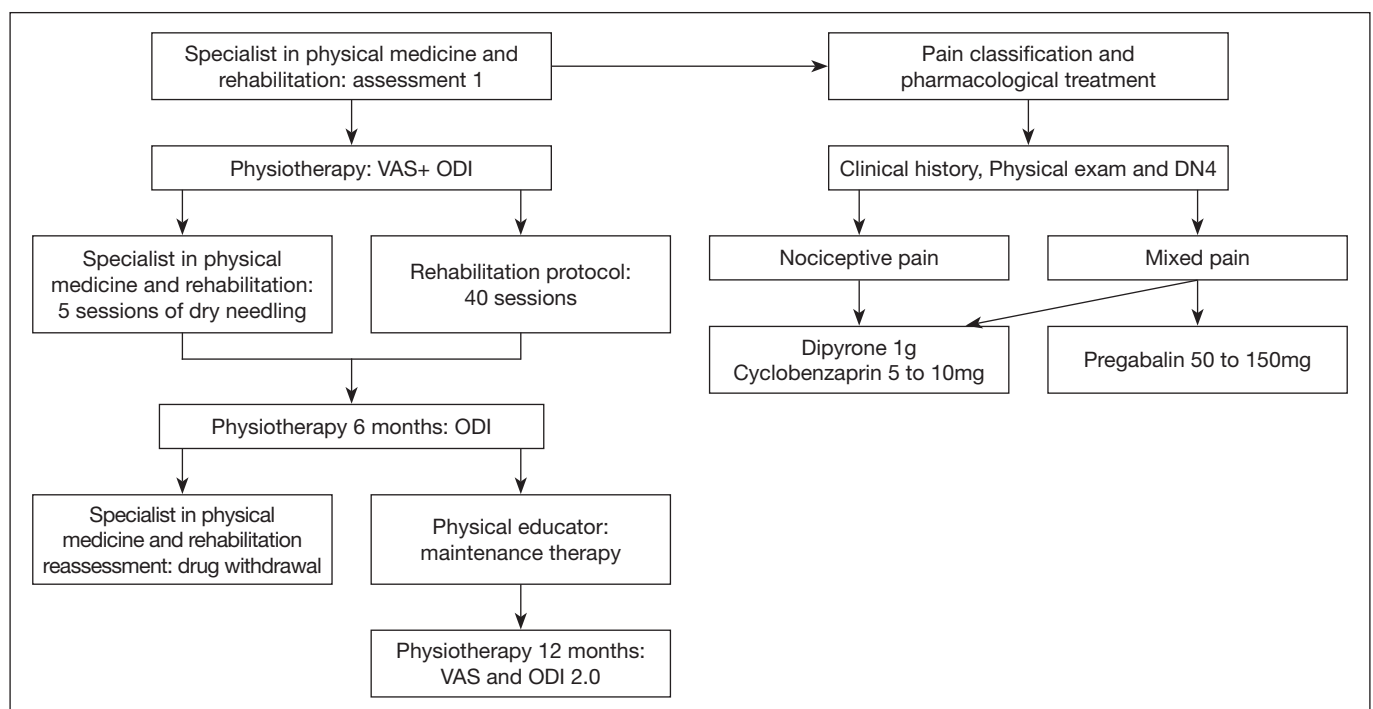 Specialist in physical medicine and
rehabilitation: assessment 1
Pain classification and
pharmacological treatment
Physiotherapy: VAS+ ODI
Clinical history, Physical exam and DN4
Specialist in physical
medicine and rehabilitation:
5 sessions of dry needling
Rehabilitation protocol:
40 sessions
Nociceptive pain
Mixed pain
Dipyrone 1g
Cyclobenzaprin 5 to 10mg
Pregabalin 50 to 150mg
Physiotherapy 6 months: ODI
Specialist in physical
medicine and rehabilitation
reassessment: drug withdrawal
Physical educator:
maintenance therapy
Physiotherapy 12 months:
VAS and ODI 2.0